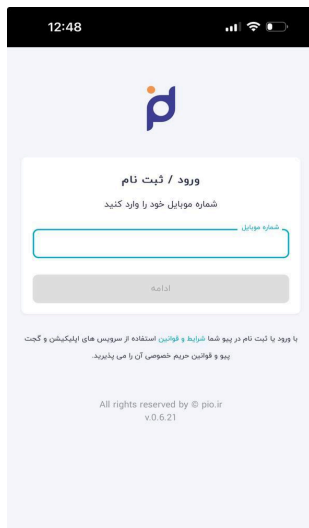 12:48
ورود / ثبت نام
شماره موبایل خود را وارد کنید
شماره موبایل
ادامه
با ورود یا ثبت نام در پیو شما شرایط و قوانین استفاده از سرویس های اپلیکیشن و گجت
پیو و قوانین حریم خصوصی آن را می پذیرید.
All rights reserved by © pio.ir
v.0.6.21